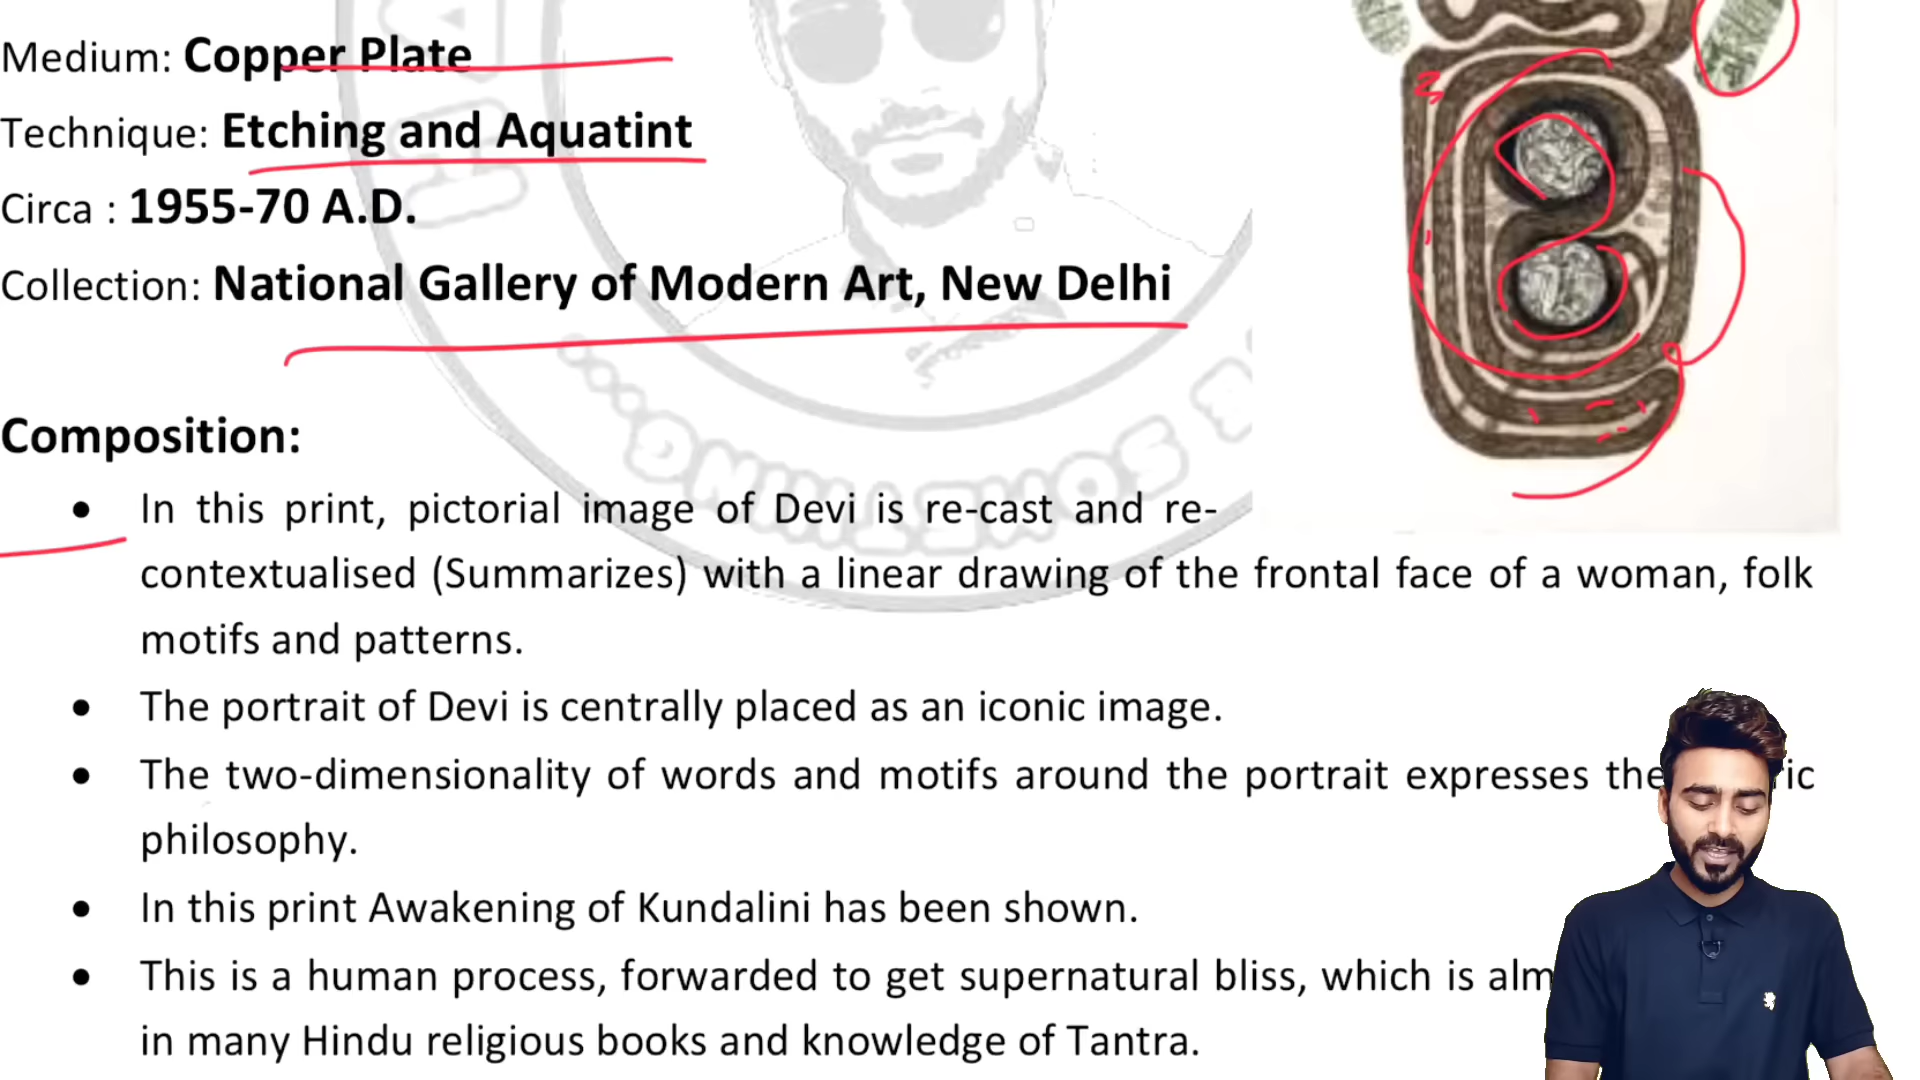 Medium: Copper Plate
Technique: Etching and Aquatint
Circa : 1955-70 A.D.
Collection: National Gallery of Modern Art, New Delhi
Composition:
• In this print, pictorial image of Devi is re-cast and re-
contextualised (Summarizes) with a linear drawing of the frontal face of a woman, folk
motifs and patterns.
• The portrait of Devi is centrally placed as an iconic image.
• The two-dimensionality of words and motifs around the portrait expresses the
philosophy.
• In this print Awakening of Kundalini has been shown.
• This is a human process, forwarded to get supernatural bliss, which is
in many Hindu religious books and knowledge of Tantra.